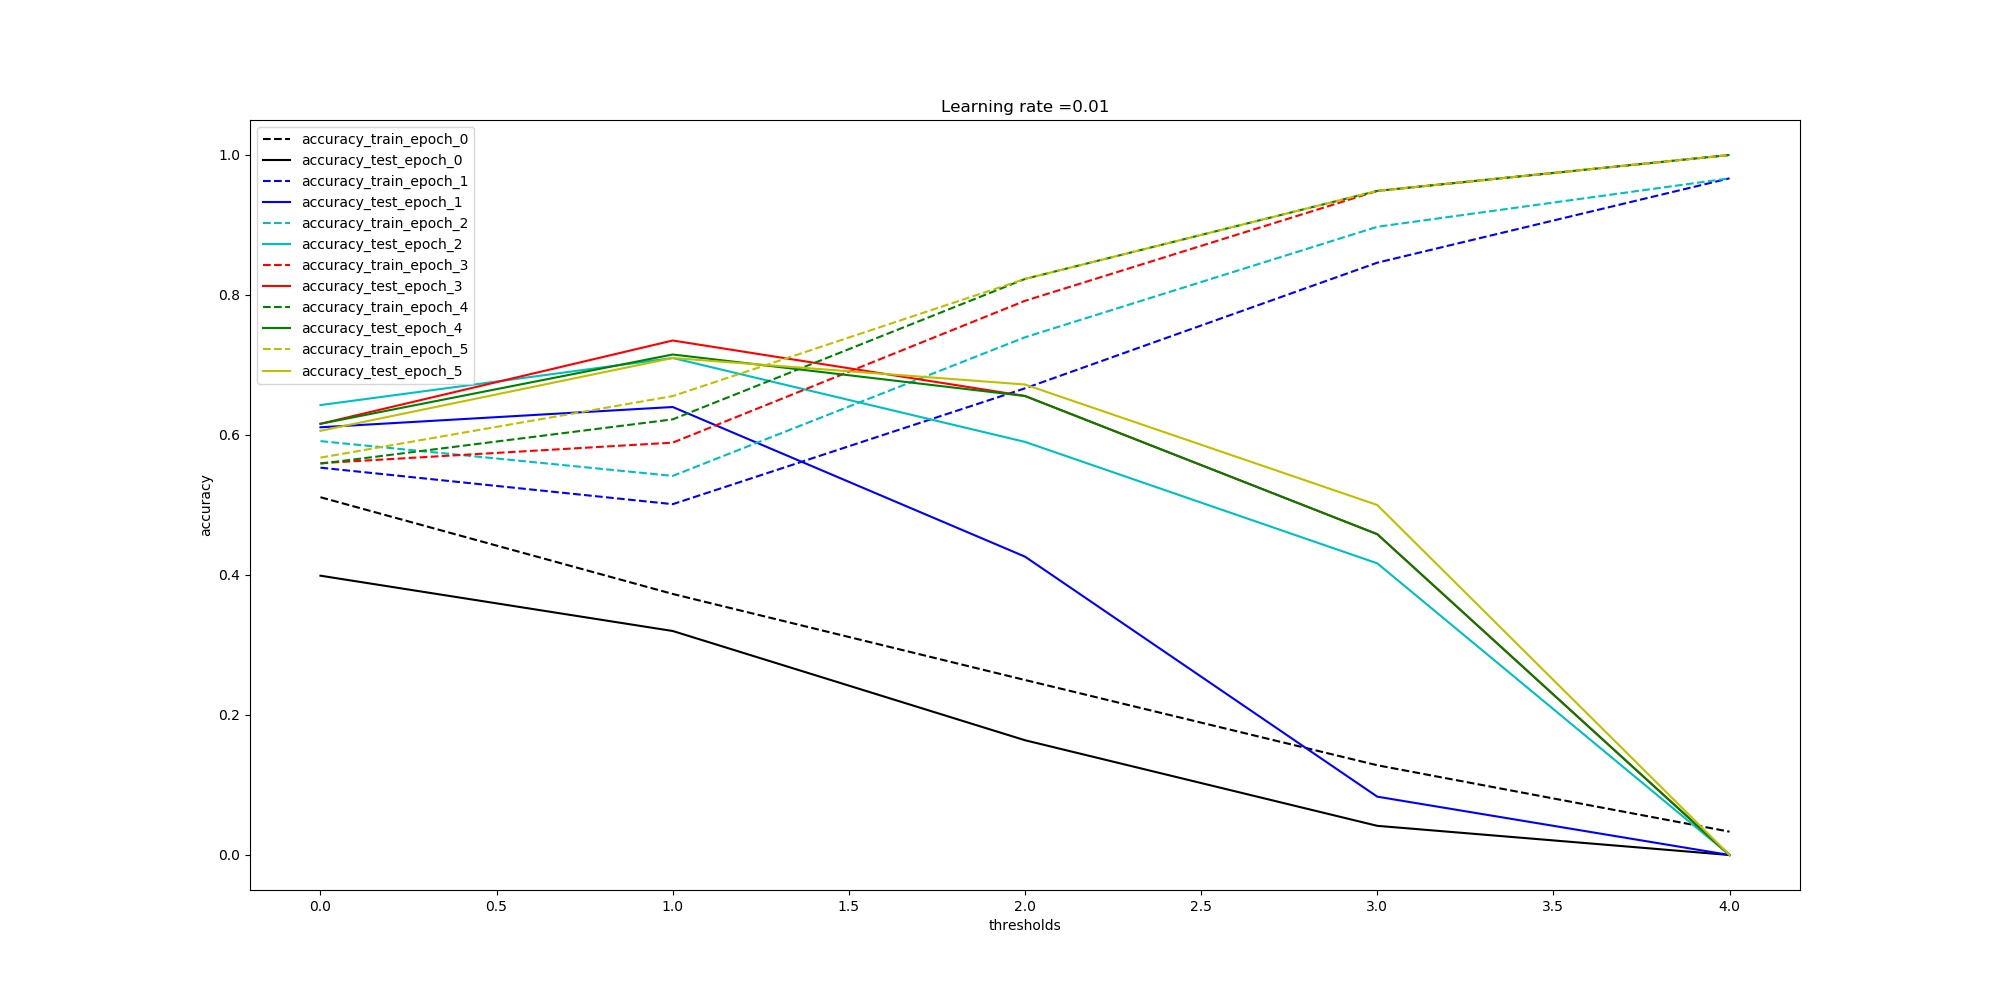 Learning rate =0.01
accuracy_train_epoch_0
accuracy_test_epoch_0
accuracy_train_epoch_1
accuracy_test_epoch_1
accuracy_train_epoch_2
accuracy_test_epoch_2
accuracy_train_epoch_3
accuracy_test_epoch_3
accuracy_train_epoch_4
accuracy_test_epoch_4
accuracy_train_epoch_5
accuracy_test_epoch_5
1.0
0.8
0.6
0.4
0.2
0.0
accuracy
0.0 0.5 1.0 1.5 2.0 2.5 3.0 3.5 4.0
thresholds